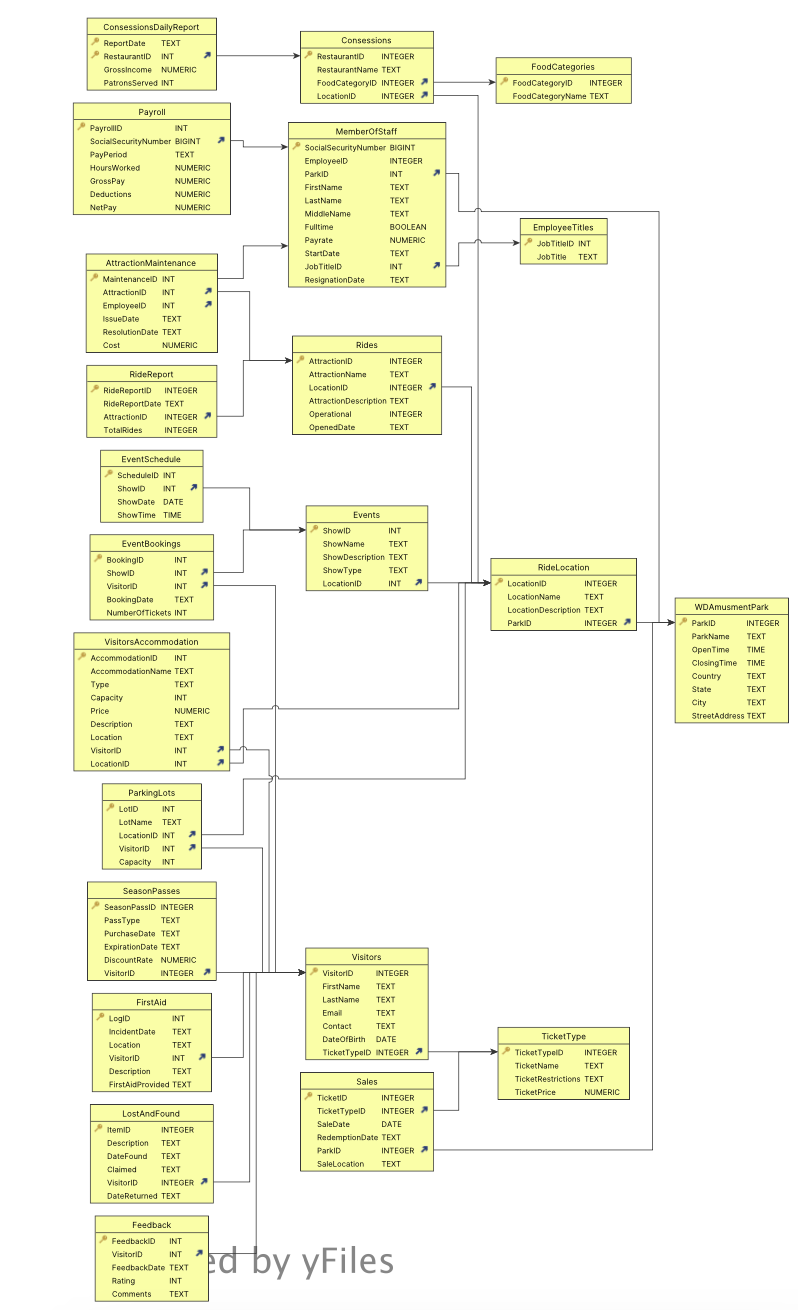 ConsessionsDailyReport
ReportDate TEXT
RestaurantID INT
GrossIncome NUMERIC
PatronsServed INT
Consessions
RestaurantID INTEGER
RestaurantName TEXT
FoodCategoryID INTEGER
LocationID INTEGER
FoodCategories
FoodCategoryID INTEGER
FoodCategoryName TEXT
Payroll
PayrollID INT
SocialSecurityNumber BIGINT
PayPeriod TEXT
HoursWorked NUMERIC
GrossPay NUMERIC
Deductions NUMERIC
NetPay NUMERIC
MemberOfStaff
SocialSecurityNumber BIGINT
EmployeeID INTEGER
ParkID INT
FirstName TEXT
LastName TEXT
MiddleName TEXT
Fulltime BOOLEAN
Payrate NUMERIC
StartDate TEXT
JobTitleID INT
ResignationDate TEXT
EmployeeTitles
JobTitleID INT
JobTitle TEXT
AttractionMaintenance
MaintenanceID INT
AttractionID INT
EmployeeID INT
IssueDate TEXT
ResolutionDate TEXT
Cost NUMERIC
Rides
AttractionID INTEGER
AttractionName TEXT
LocationID INTEGER
AttractionDescription TEXT
Operational INTEGER
OpenedDate TEXT
RideReport
RideReportID INTEGER
RideReportDate TEXT
AttractionID INTEGER
TotalRides INTEGER
EventSchedule
ScheduleID INT
ShowID INT
ShowDate DATE
ShowTime TIME
Events
ShowID INT
ShowName TEXT
ShowDescription TEXT
ShowType TEXT
LocationID INT
EventBookings
BookingID INT
ShowID INT
VisitorID INT
BookingDate TEXT
NumberOfTickets INT
RideLocation
LocationID INTEGER
LocationName TEXT
LocationDescription TEXT
ParkID INTEGER
WDAmusmentPark
ParkID INTEGER
ParkName TEXT
OpenTime TIME
ClosingTime TIME
Country TEXT
State TEXT
City TEXT
StreetAddress TEXT
VisitorsAccommodation
AccommodationID INT
AccommodationName TEXT
Type TEXT
Capacity INT
Price NUMERIC
Description TEXT
Location TEXT
VisitorID INT
LocationID INT
ParkingLots
LotID INT
LotName TEXT
LocationID INT
VisitorID INT
Capacity INT
SeasonPasses
SeasonPassID INTEGER
PassType TEXT
PurchaseDate TEXT
ExpirationDate TEXT
DiscountRate NUMERIC
VisitorID INTEGER
Visitors
VisitorID INTEGER
FirstName TEXT
LastName TEXT
Email TEXT
Contact TEXT
DateOfBirth DATE
TicketTypeID INTEGER
FirstAid
LogID INT
IncidentDate TEXT
Location TEXT
VisitorID INT
Description TEXT
FirstAidProvided TEXT
TicketType
TicketTypeID INTEGER
TicketName TEXT
TicketRestrictions TEXT
TicketPrice NUMERIC
Sales
TicketID INTEGER
TicketTypeID INTEGER
SaleDate DATE
RedemptionDate TEXT
ParkID INTEGER
SaleLocation TEXT
LostAndFound
ItemID INTEGER
Description TEXT
DateFound TEXT
Claimed TEXT
VisitorID INTEGER
DateReturned TEXT
Feedback
FeedbackID INT
VisitorID INT
FeedbackDate TEXT
Rating INT
Comments TEXT
ed by yFiles